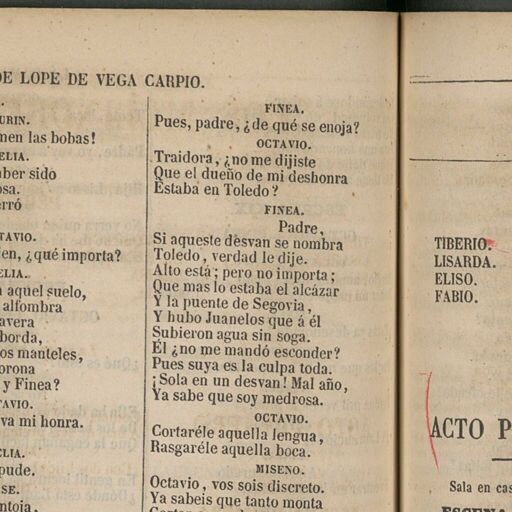 DE LOPE DE VEGA CARPIO.
URIN.
men las bobas!
ELIA.
aber sido
osa.
erró
TAVIO.
en, ¿qué importa?
ELIA.
a aquel suelo,
alfombra
avera
borda,
os manteles,
orona
y Finea?
TAVIO.
va mi honra.
LIA.
pude.
SE.
ntoja,
FINEA.
Pues, padre, ¿de qué se enoja?
OCTAVIO.
Traidora, ¿no me dijiste
Que el dueño de mi deshonra
Estaba en Toledo?
FINEA.
Padre,
Si aqueste desvan se nombra
Toledo, verdad le dije.
Alto está; pero no importa;
Que mas lo estaba el alcázar
Y la puente de Segovia,
Y hubo Juanelos que á él
Subieron agua sin soga.
Él ¿no me mandó esconder?
Pues suya es la culpa toda.
¡Sola en un desvan! Mal año,
Ya sabe que soy medrosa.
OCTAVIO.
Cortaréle aquella lengua,
Rasgaréle aquella boca.
MISENO.
Octavio, vos sois discreto.
Ya sabeis que tanto monta
TIBERIO.
LISARDA.
ELISO.
FABIO.
ACTO P
Sala en cas
ESCENA